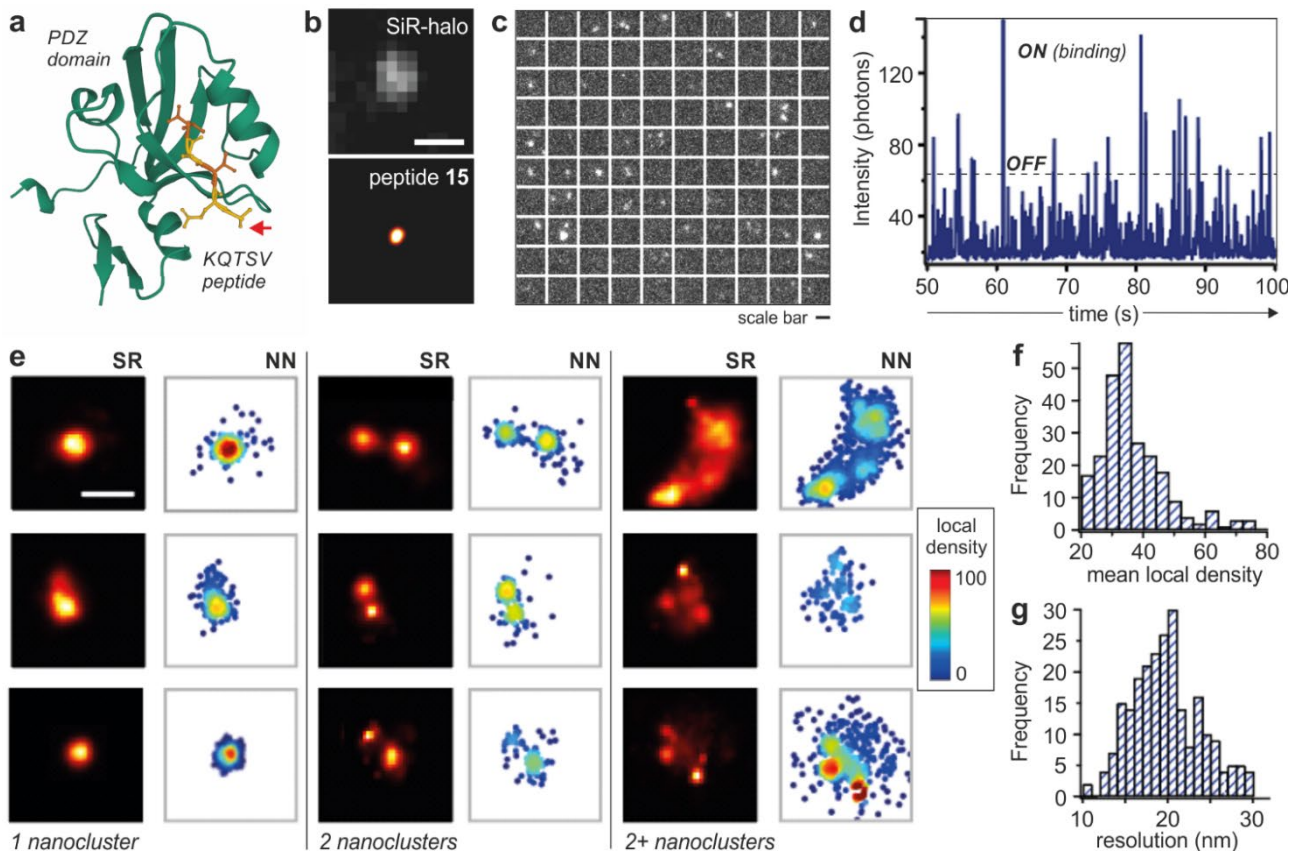 a
PDZ
domain
KQTSV
peptide
b
SiR-halo
peptide 15
c
scale bar
d
Intensity (photons)
120
80
40
ON (binding)
OFF
50 60 70 80 90 100
time (s)
e
SR NN SR NN SR NN
local
density
100
0
1 nanocluster 2 nanoclusters 2+ nanoclusters
f
Frequency
50
40
30
20
10
0
20 40 60 80
mean local density
g
Frequency
30
25
20
15
10
5
0
10 20 30
resolution (nm)